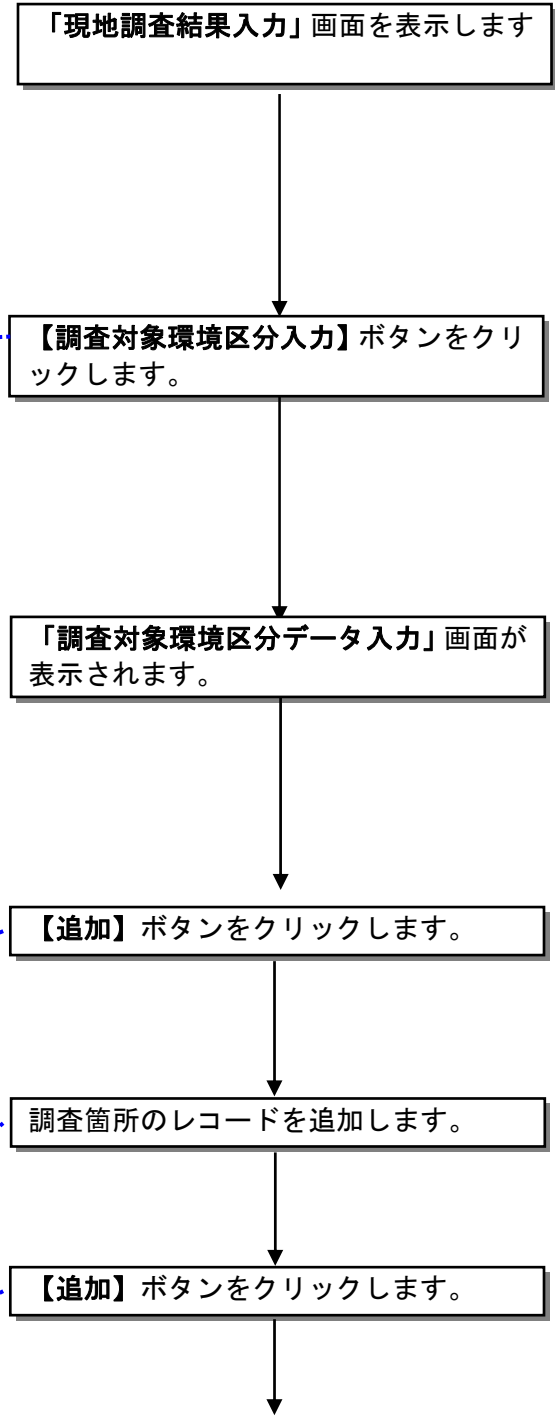 「現地調査結果入力」画面を表示します
【調査対象環境区分入力】ボタンをクリ
ックします。
「調査対象環境区分データ入力」画面が
表示されます。
【追加】ボタンをクリックします。
調査箇所のレコードを追加します。
【追加】ボタンをクリックします。